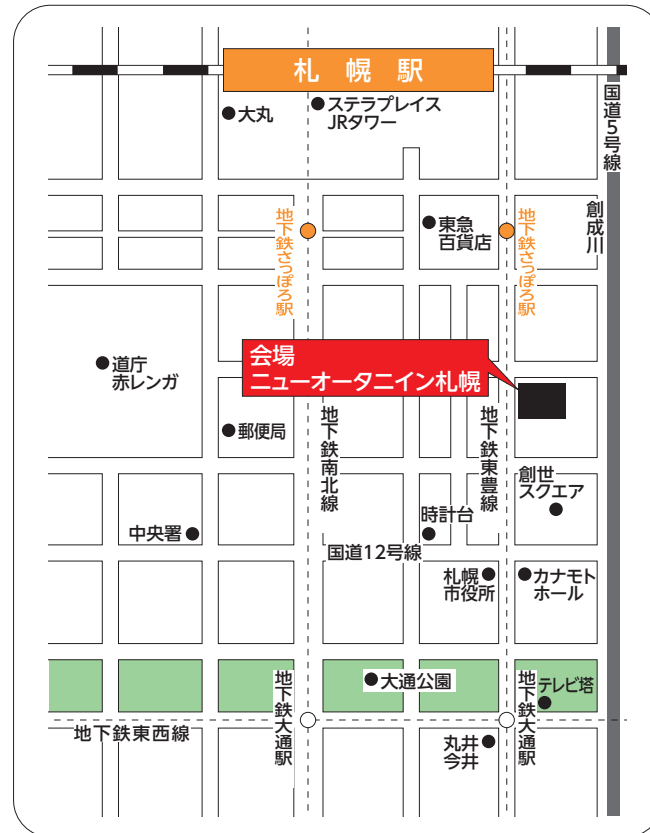 札幌駅
大丸
ステラプレイス
JRタワー
国道5号線
創成川
地下鉄さっぽろ駅
東急
百貨店
地下鉄さっぽろ駅
会場
ニューオータニイン札幌
道庁
赤レンガ
郵便局
地下鉄南北線
地下鉄東豊線
創世
スクエア
中央署
時計台
国道12号線
札幌
市役所
カナモト
ホール
地下鉄大通駅
大通公園
地下鉄大通駅
テレビ塔
地下鉄東西線
丸井
今井